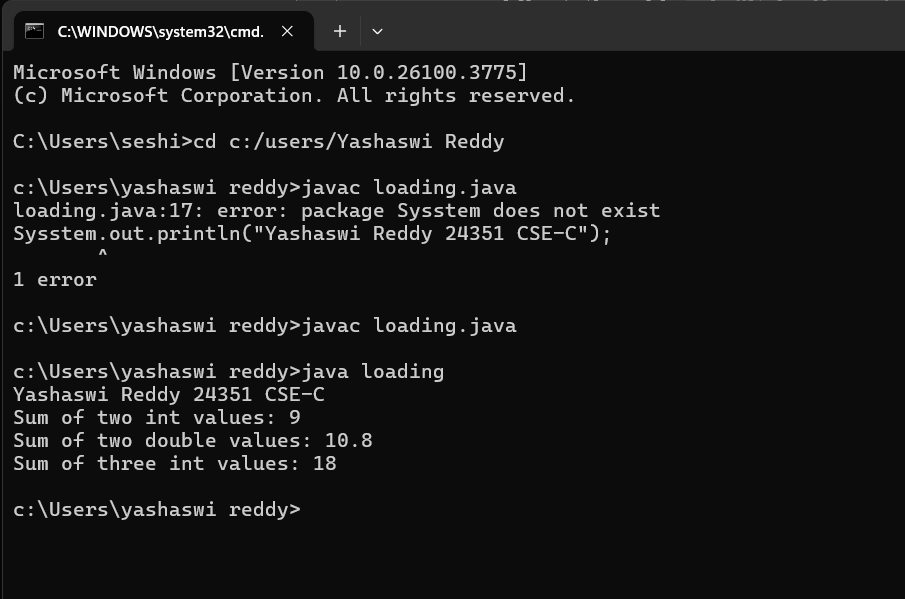 C:\WINDOWS\system32\cmd.
Microsoft Windows [Version 10.0.26100.3775]
(c) Microsoft Corporation. All rights reserved.
C:\Users\seshi>cd c:/users/Yashaswi Reddy
c:\Users\yashaswi reddy>javac loading.java
loading.java:17: error: package Sysstem does not exist
Sysstem.out.println("Yashaswi Reddy 24351 CSE-C");
^
1 error
c:\Users\yashaswi reddy>javac loading.java
c:\Users\yashaswi reddy>java loading
Yashaswi Reddy 24351 CSE-C
Sum of two int values: 9
Sum of two double values: 10.8
Sum of three int values: 18
c:\Users\yashaswi reddy>